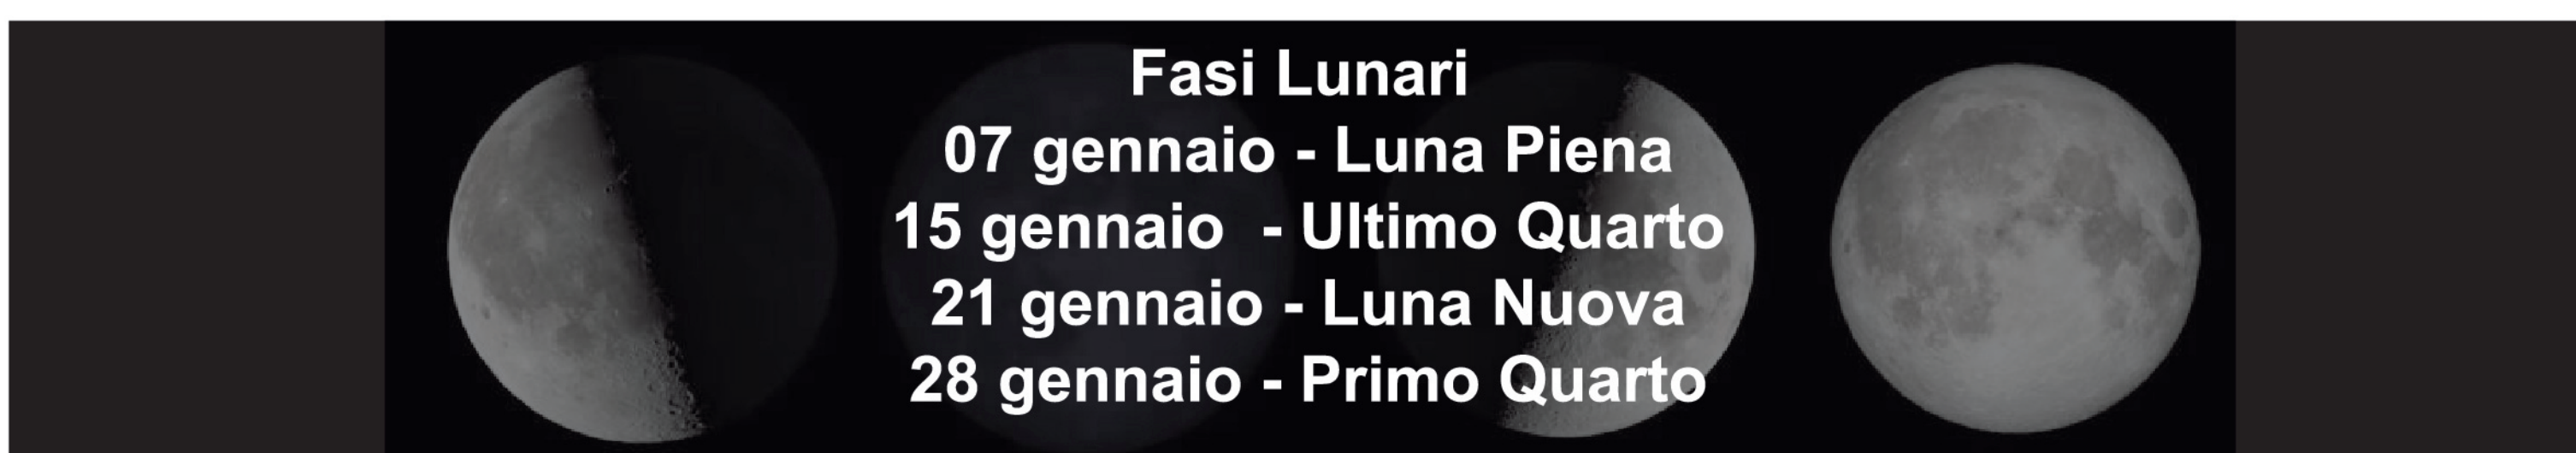 Fasi Lunari
07 gennaio - Luna Piena
15 gennaio  - Ultimo Quarto
21 gennaio - Luna Nuova
28 gennaio - Primo Quarto